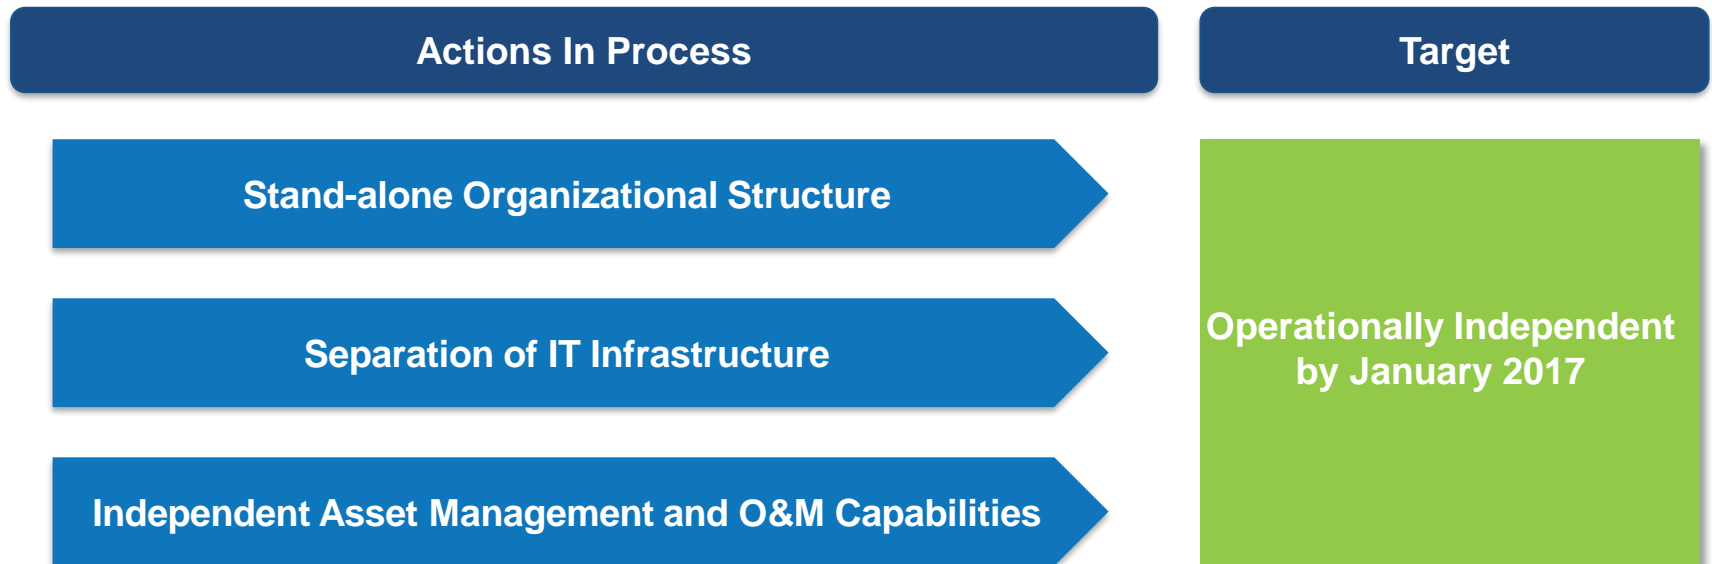 Actions In Process
Target
Stand-alone Organizational Structure
Separation of IT Infrastructure
Independent Asset Management and O&M Capabilities
Operationally Independent
by January 2017